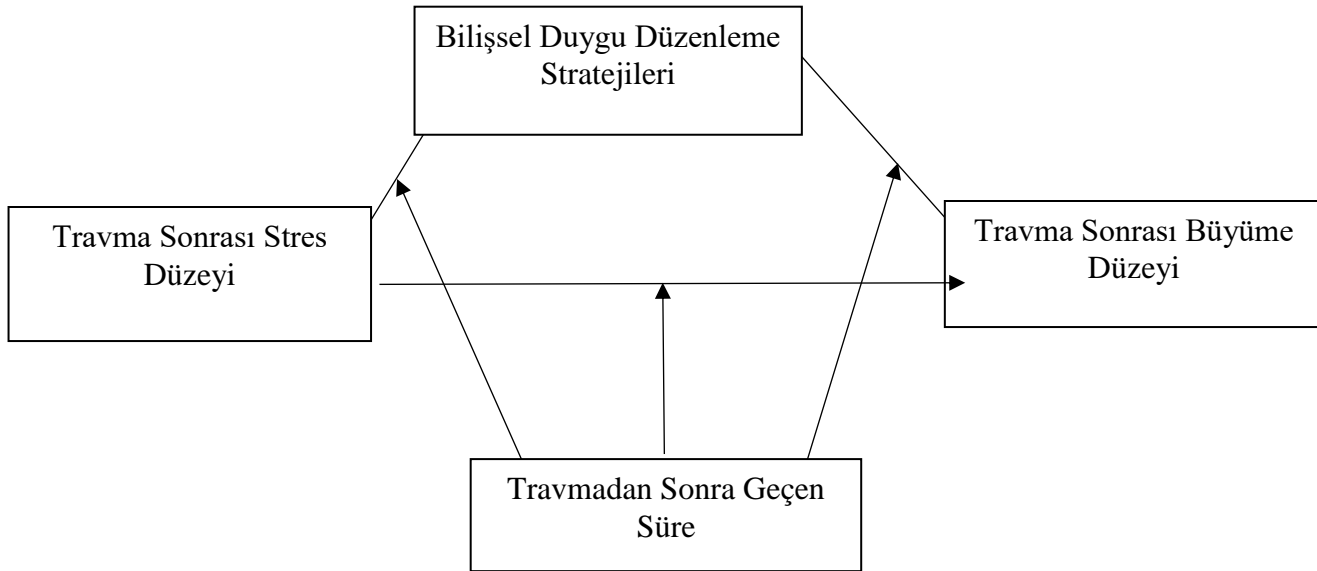 Bilişsel Duygu Düzenleme
Stratejileri
Travma Sonrası Stres
Düzeyi
Travma Sonrası Büyüme
Düzeyi
Travmadan Sonra Geçen
Süre